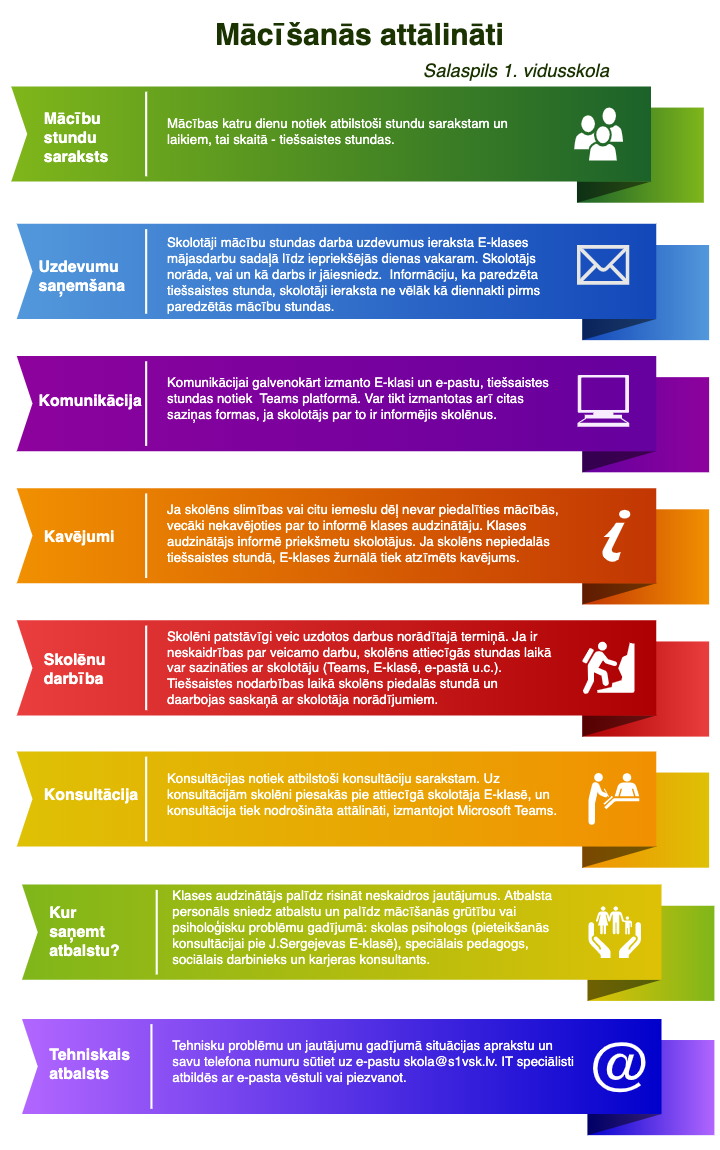 Mācīšanās attālināti
Salaspils 1. vidusskola
Mācību
stundu
saraksts
Mācības katru dienu notiek atbilstoši stundu sarakstam un
laikiem, tai skaitā - tiešsaistes stundas.
Uzdevumu
saņemšana
Skolotāji mācību stundas darba uzdevumus ieraksta E-klases
mājasdarbu sadaļā līdz iepriekšējās dienas vakaram. Skolotājs
norāda, vai un kā darbs ir jāiesniedz.  Informāciju, ka paredzēta
tiešsaistes stunda, skolotāji ieraksta ne vēlāk kā diennakti pirms
paredzētās mācību stundas.
Komunikācija
Komunikācijai galvenokārt izmanto E-klasi un e-pastu, tiešsaistes
stundas notiek  Teams platformā. Var tikt izmantotas arī citas
saziņas formas, ja skolotājs par to ir informējis skolēnus.
Kavējumi
Ja skolēns slimības vai citu iemeslu dēļ nevar piedalīties mācībās,
vecāki nekavējoties par to informē klases audzinātāju. Klases
audzinātājs informē priekšmetu skolotājus. Ja skolēns nepiedalās
tiešsaistes stundā, E-klases žurnālā tiek atzīmēts kavējums.
Skolēnu
darbība
Skolēni patstāvīgi veic uzdotos darbus norādītajā termiņā. Ja ir
neskaidrības par veicamo darbu, skolēns attiecīgās stundas laikā
var sazināties ar skolotāju (Teams, E-klasē, e-pastā u.c.).
Tiešsaistes nodarbības laikā skolēns piedalās stundā un
daarbojas saskaņā ar skolotāja norādījumiem.
Konsultācija
Konsultācijas notiek atbilstoši konsultāciju sarakstam. Uz
konsultācijām skolēni piesakās pie attiecīgā skolotāja E-klasē, un
konsultācija tiek nodrošināta attālināti, izmantojot Microsoft Teams.
Kur
saņemt
atbalstu?
Klases audzinātājs palīdz risināt neskaidros jautājumus. Atbalsta
personāls sniedz atbalstu un palīdz mācīšanās grūtību vai
psiholoģisku problēmu gadījumā: skolas psihologs (pieteikšanās
konsultācijai pie J.Sergejevas E-klasē), speciālais pedagogs,
sociālais darbinieks un karjeras konsultants.
Tehniskais
atbalsts
Tehnisku problēmu un jautājumu gadījumā situācijas aprakstu un
savu telefona numuru sūtiet uz e-pastu skola@s1vsk.lv. IT speciālisti
atbildēs ar e-pasta vēstuli vai piezvanot.